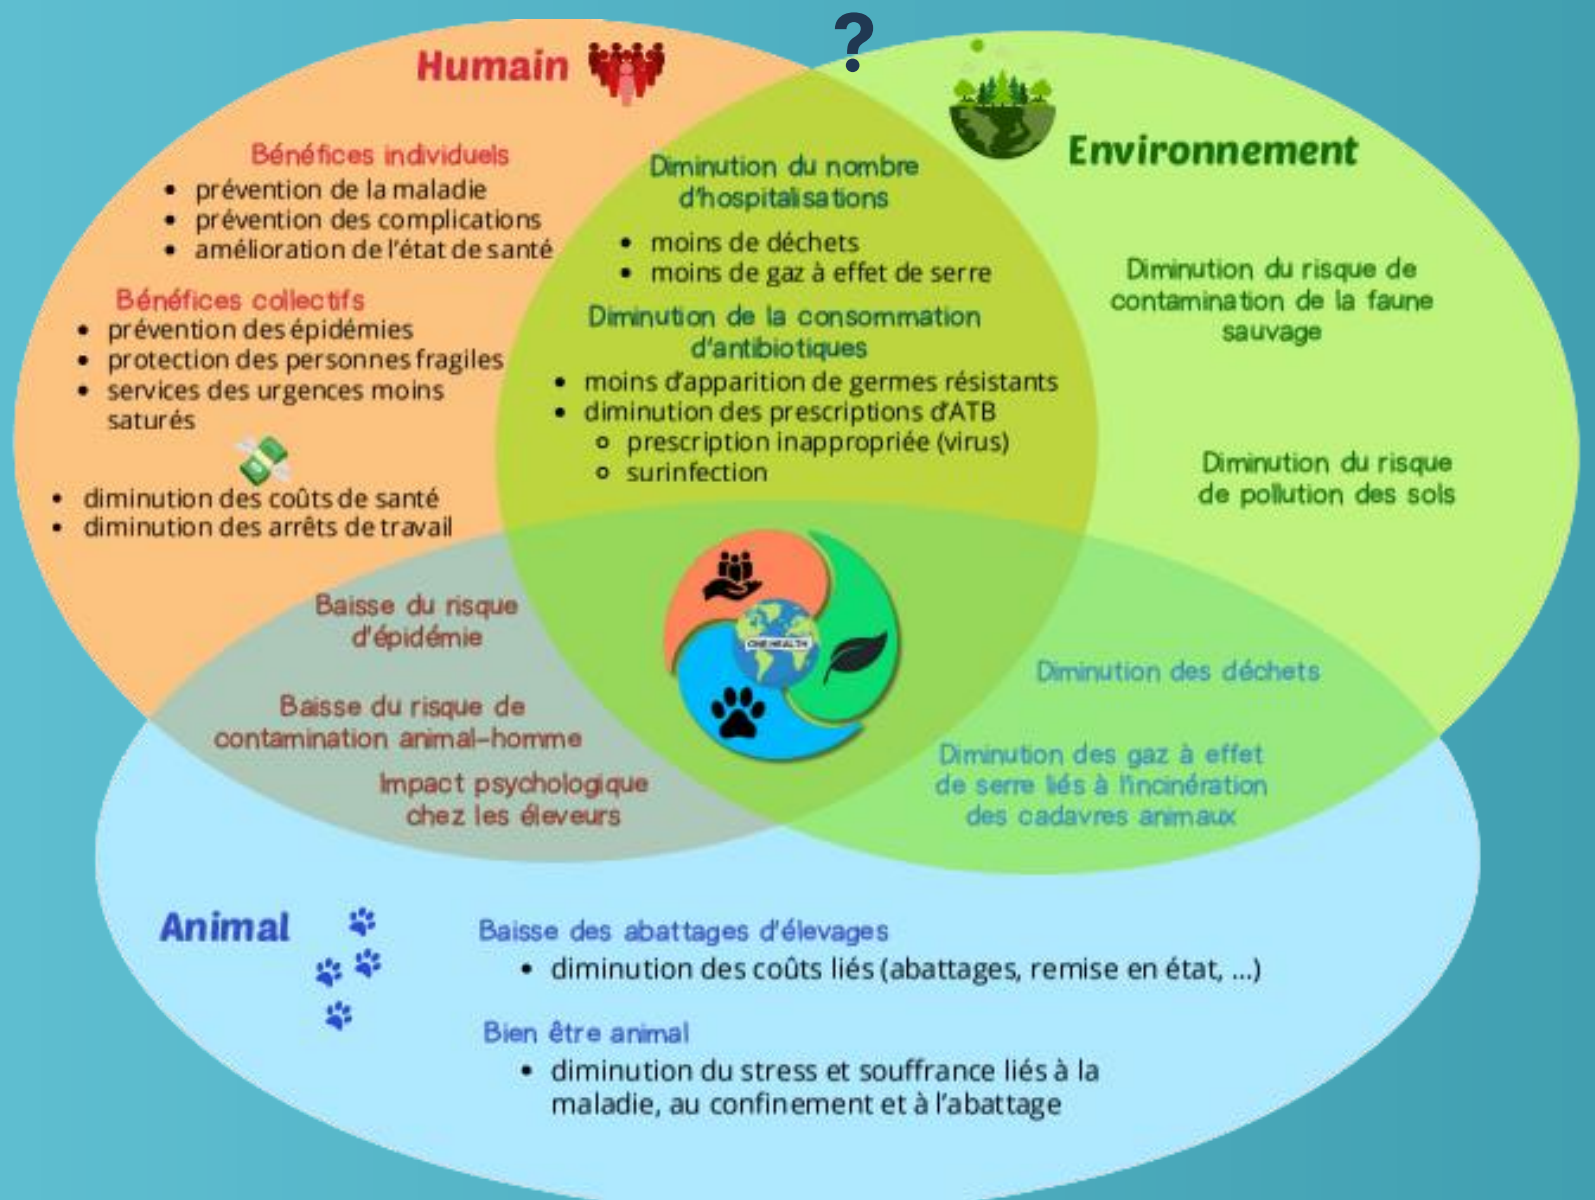 ?
Humain
Bénéfices individuels
• prévention de la maladie
• prévention des complications
• amélioration de l'état de santé
Bénéfices collectifs
• prévention des épidémies
• protection des personnes fragiles
• services des urgences moins
saturés
• diminution des coûts de santé
• diminution des arrêts de travail
Diminution du nombre
d'hospitalisations
• moins de déchets
• moins de gaz à effet de serre
Diminution de la consommation
d'antibiotiques
• moins d'apparition de germes résistants
• diminution des prescriptions d'ATB
o prescription inappropriée (virus)
o surinfection
Environnement
Diminution du risque de
contamination de la faune
sauvage
Diminution du risque
de pollution des sols
Baisse du risque
d'épidémie
Baisse du risque de
contamination animal-homme
Impact psychologique
chez les éleveurs
ONE HEALTH
Diminution des déchets
Diminution des gaz à effet
de serre liés à l'incinération
des cadavres animaux
Animal
Baisse des abattages d'élevages
• diminution des coûts liés (abattages, remise en état, ...)
Bien être animal
• diminution du stress et souffrance liés à la
maladie, au confinement et à l'abattage